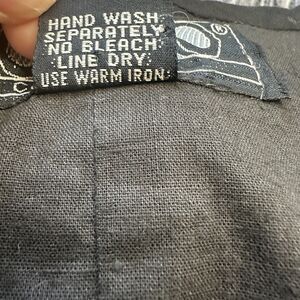 HAND WASH
SEPARATELY
NO BLEACH
LINE DRY
USE WARM IRON
®